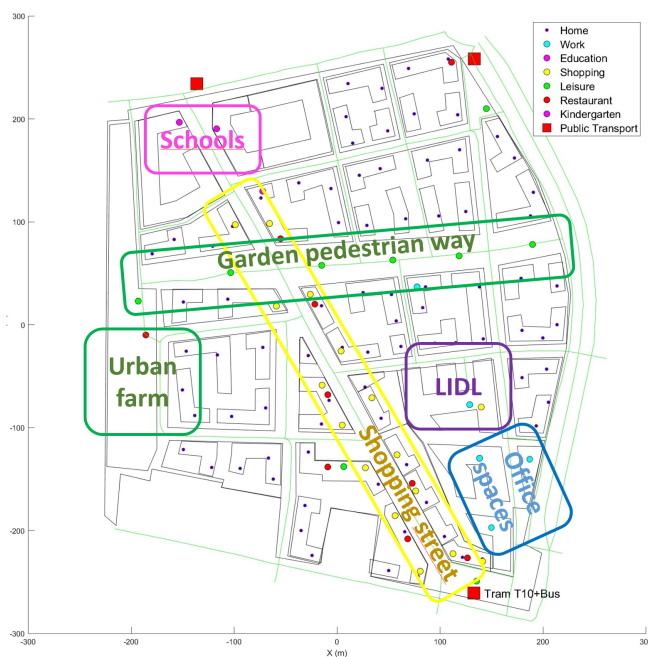 300
Home
Work
Education
Shopping
Leisure
Restaurant
Kindergarten
Public Transport
200
Schools
100
Garden pedestrian way
0
Urban
farm
LIDL
-100
Shopping street
Office
spaces
-200
Tram T10+Bus
-300
-300
-200
-100
0
100
200
30
X (m)